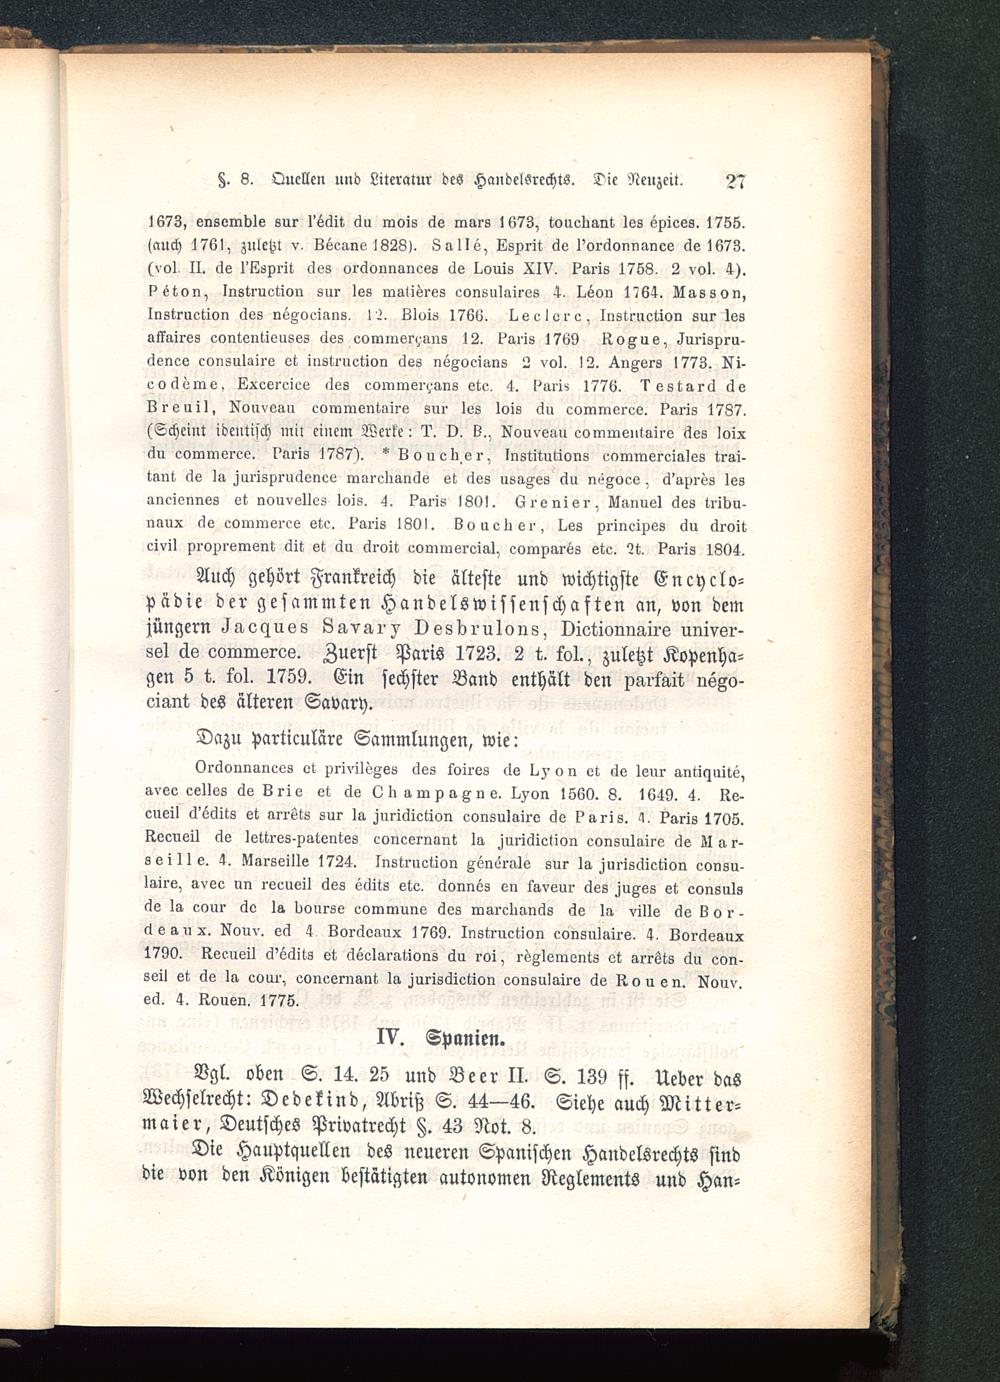 §. 8. Quellen und Literatur des Handelsrechts. Die Neuzeit. 27
1673, ensemble sur l'édit du mois de mars 1673, touchant les épices. 1755.
(auch 1761, zuletzt v. Bécane 1828). Sallé, Esprit de l'ordonnance de 1673.
(vol. II. de l'Esprit des ordonnances de Louis XIV. Paris 1758. 2 vol. 4).
Péton, Instruction sur les matières consulaires 4. Léon 1764. Masson,
Instruction des négocians. 12. Blois 1766. Leclerc, Instruction sur les
affaires contentieuses des commerçans 12. Paris 1769 Rogue, Jurispru-
dence consulaire et instruction des négocians 2 vol. 12. Angers 1773. Ni-
codème, Excercice des commerçans etc. 4. Paris 1776. Testard de
Breuil, Nouveau commentaire sur les lois du commerce. Paris 1787.
(Scheint identisch mit einem Werke: T. D. B., Nouveau commentaire des loix
du commerce. Paris 1787). * Boucher, Institutions commerciales trai-
tant de la jurisprudence marchande et des usages du négoce, d'après les
anciennes et nouvelles lois. 4. Paris 1801. Grenier, Manuel des tribu-
naux de commerce etc. Paris 1801. Boucher, Les principes du droit
civil proprement dit et du droit commercial, comparés etc. 2t. Paris 1804.
Auch gehört Frankreich die älteste und wichtigste Encyclo-
pädie der gesammten Handelswissenschaften an, von dem
jüngern Jacques Savary Desbrulons, Dictionnaire univer-
sel de commerce. Zuerst Paris 1723. 2 t. fol., zuletzt Kopenha-
gen 5 t. fol. 1759. Ein sechster Band enthält den parfait négo-
ciant des älteren Savary.
Dazu particuläre Sammlungen, wie:
Ordonnances et privilèges des foires de Lyon et de leur antiquité,
avec celles de Brie et de Champagne. Lyon 1560. 8. 1649. 4. Re-
cueil d'édits et arrêts sur la juridiction consulaire de Paris. 4. Paris 1705.
Recueil de lettres-patentes concernant la juridiction consulaire de Mar-
seille. 4. Marseille 1724. Instruction générale sur la jurisdiction consu-
laire, avec un recueil des édits etc. donnés en faveur des juges et consuls
de la cour de la bourse commune des marchands de la ville de Bor-
deaux. Nouv. ed 4. Bordeaux 1769. Instruction consulaire. 4. Bordeaux
1790. Recueil d'édits et déclarations du roi, règlements et arrêts du con-
seil et de la cour, concernant la jurisdiction consulaire de Rouen. Nouv.
ed. 4. Rouen. 1775.
IV. Spanien.
Vgl. oben S. 14. 25 und Beer II. S. 139 ff. Ueber das
Wechselrecht: Dedekind, Abriß S. 44—46. Siehe auch Mitter-
maier, Deutsches Privatrecht §. 43 Not. 8.
Die Hauptquellen des neueren Spanischen Handelsrechts sind
die von den Königen bestätigten autonomen Reglements und Han-